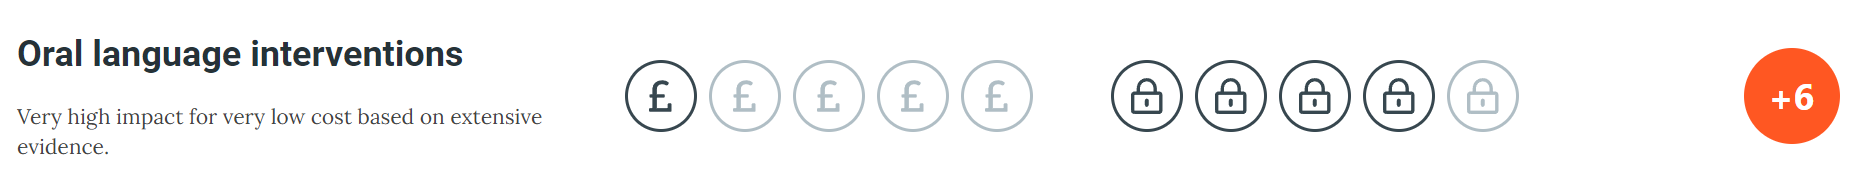 Oral language interventions
Very high impact for very low cost based on extensive
evidence.
£ £ £ £ £
+6